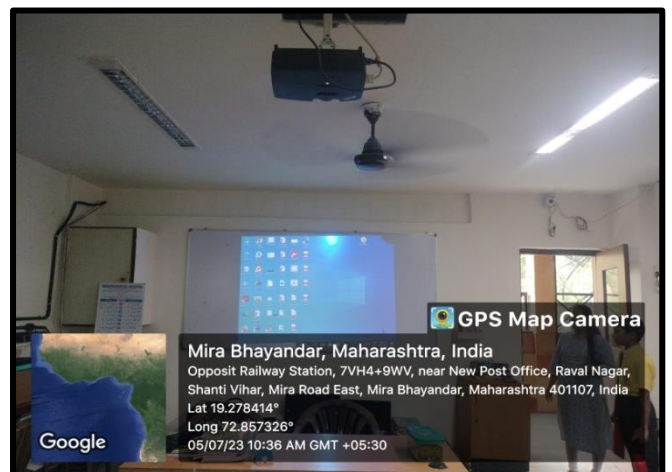 GPS Map Camera
Mira Bhayandar, Maharashtra, India
Opposit Railway Station, 7VH4+9WV, near New Post Office, Raval Nagar,
Shanti Vihar, Mira Road East, Mira Bhayandar, Maharashtra 401107, India
Lat 19.278414°
Long 72.857326°
05/07/23 10:36 AM GMT +05:30
Google